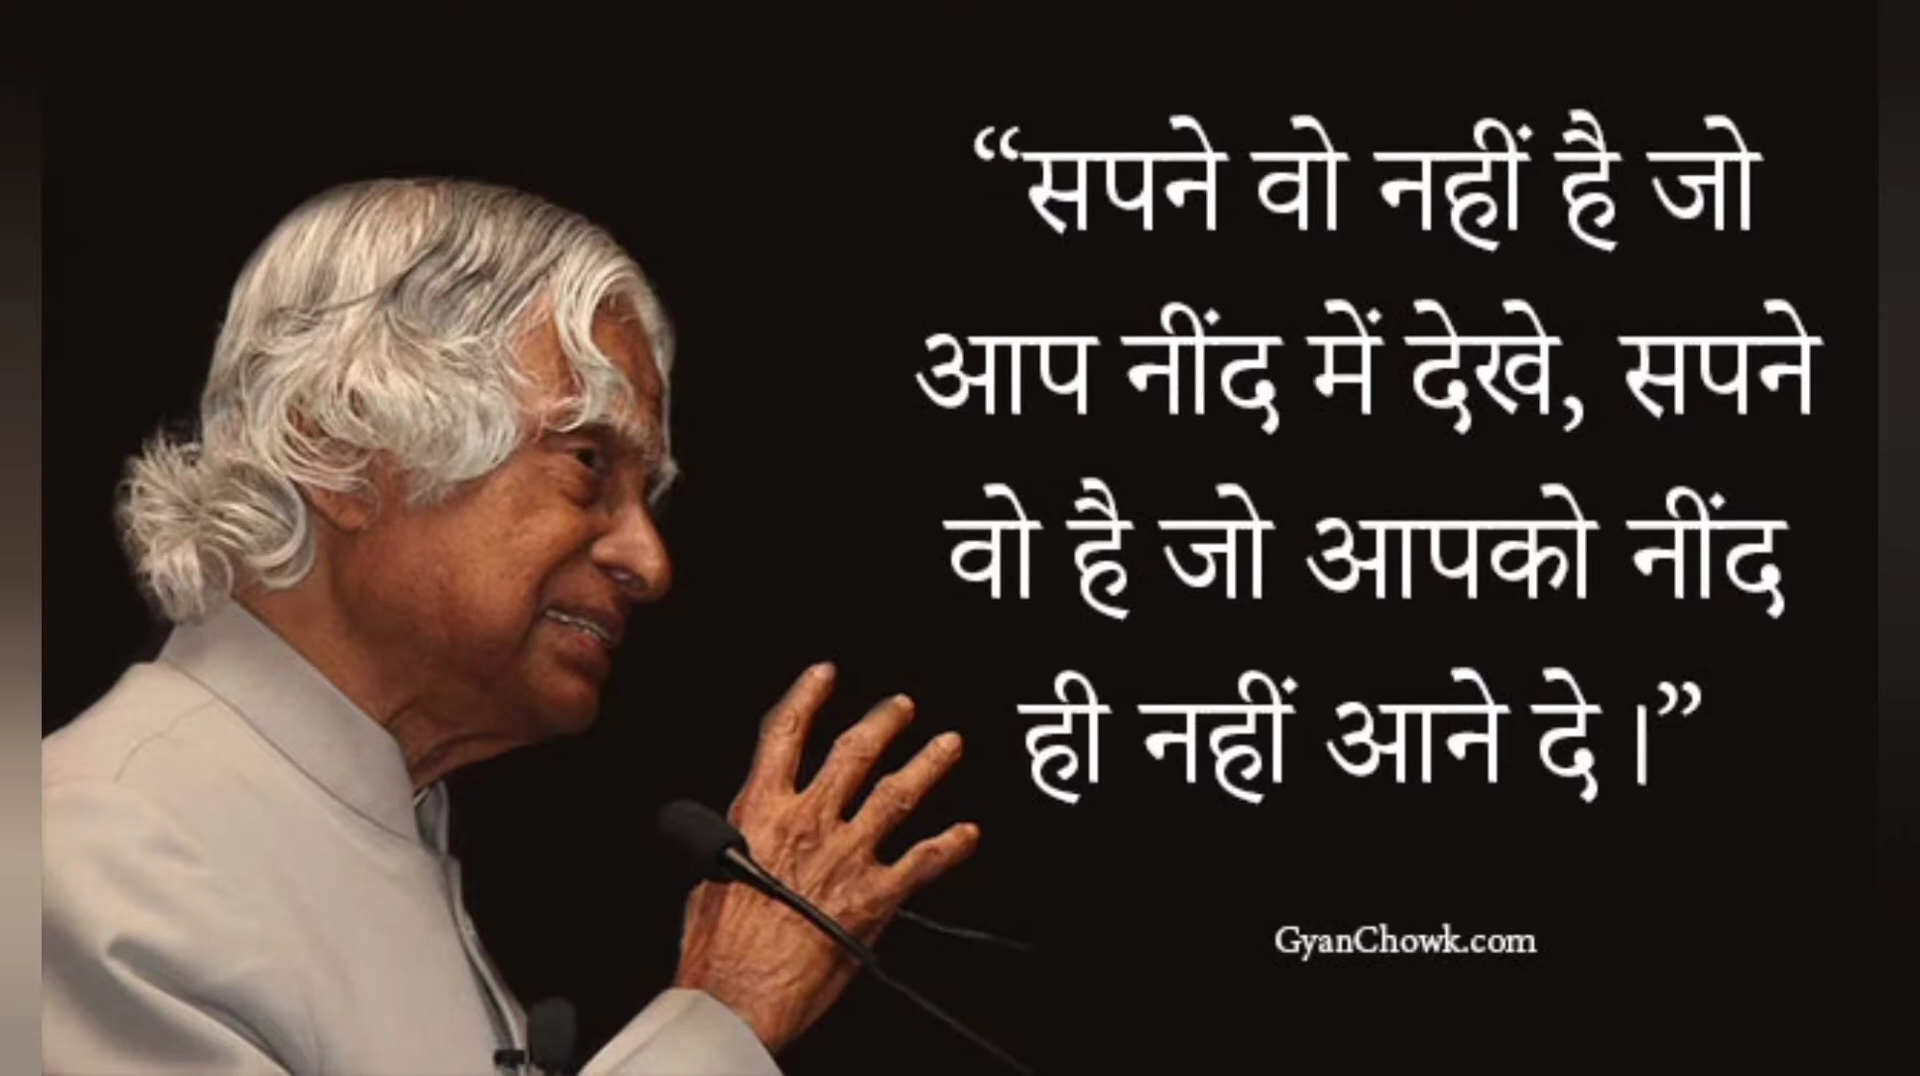 “सपने वो नहीं है जो
आप नींद में देखे, सपने
वो है जो आपको नींद
ही नहीं आने दे।”
GyanChowk.com